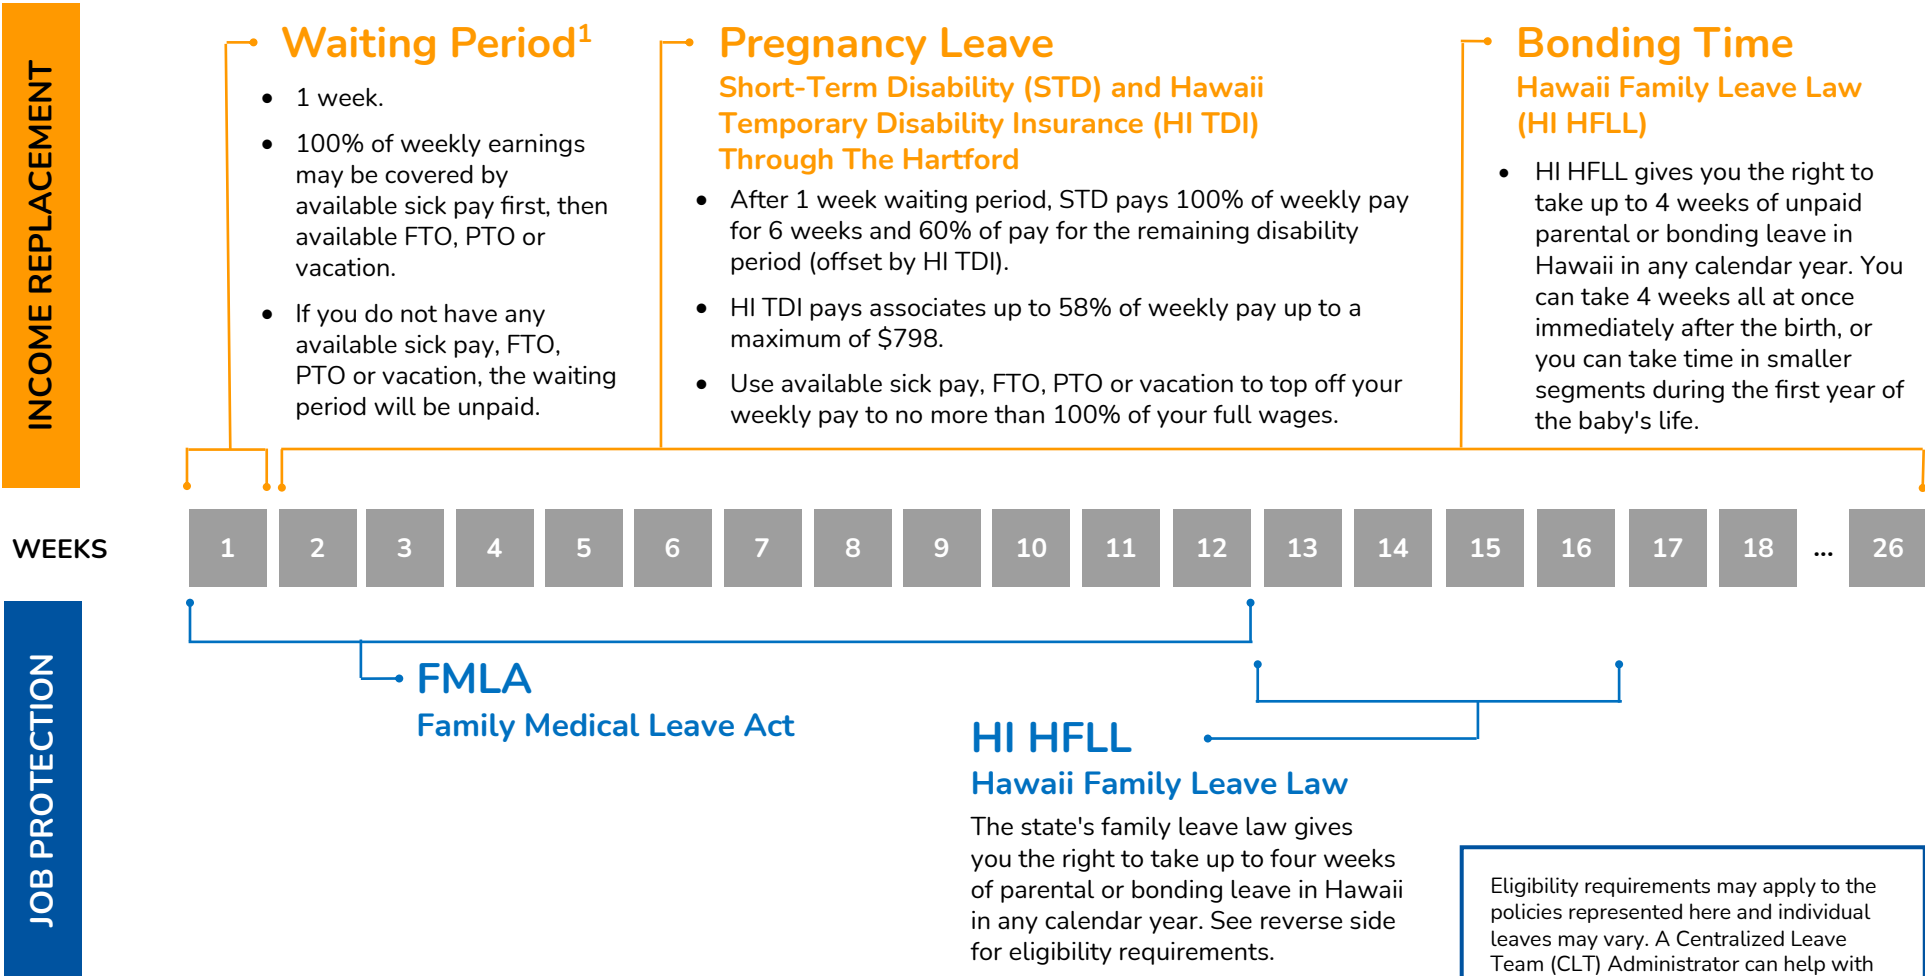 INCOME REPLACEMENT
Waiting Period1
• 1 week.
• 100% of weekly earnings
may be covered by
available sick pay first, then
available FTO, PTO or
vacation.
• If you do not have any
available sick pay, FTO,
PTO or vacation, the waiting
period will be unpaid.
Pregnancy Leave
Short-Term Disability (STD) and Hawaii
Temporary Disability Insurance (HI TDI)
Through The Hartford
• After 1 week waiting period, STD pays 100% of weekly pay
for 6 weeks and 60% of pay for the remaining disability
period (offset by HI TDI).
• HI TDI pays associates up to 58% of weekly pay up to a
maximum of $798.
• Use available sick pay, FTO, PTO or vacation to top off your
weekly pay to no more than 100% of your full wages.
Bonding Time
Hawaii Family Leave Law
(HI HFLL)
• HI HFLL gives you the right to
take up to 4 weeks of unpaid
parental or bonding leave in
Hawaii in any calendar year. You
can take 4 weeks all at once
immediately after the birth, or
you can take time in smaller
segments during the first year of
the baby's life.
WEEKS 1 2 3 4 5 6 7 8 9 10 11 12 13 14 15 16 17 18 ... 26
JOB PROTECTION
FMLA
Family Medical Leave Act
HI HFLL
Hawaii Family Leave Law
The state's family leave law gives
you the right to take up to four weeks
of parental or bonding leave in Hawaii
in any calendar year. See reverse side
for eligibility requirements.
Eligibility requirements may apply to the
policies represented here and individual
leaves may vary. A Centralized Leave
Team (CLT) Administrator can help with